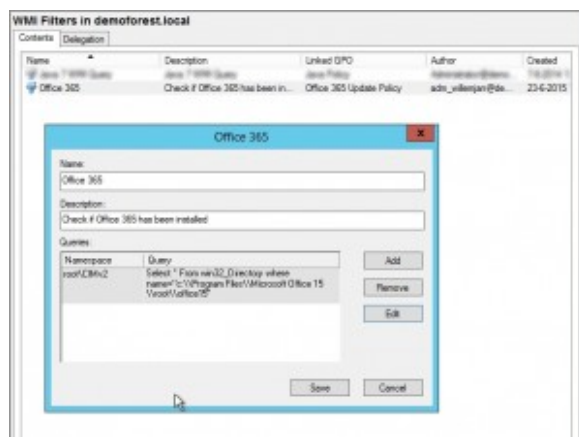 WMI Filters in demoforest.local
Contents Delegation
Name Description Linked GPO Author Created
Office 365 Check if Office 365 has been in... Office 365 Update Policy adm_willemjan@de... 23-6-2015
Office 365
x
Name:
Office 365
Description:
Check if Office 365 has been installed
Queries:
Namespace Query
root\CIMv2 Select * From win32_Directory where
name="c:\\Program Files\\Microsoft Office 15
\\root\\office15"
Add
Remove
Edit
Save Cancel